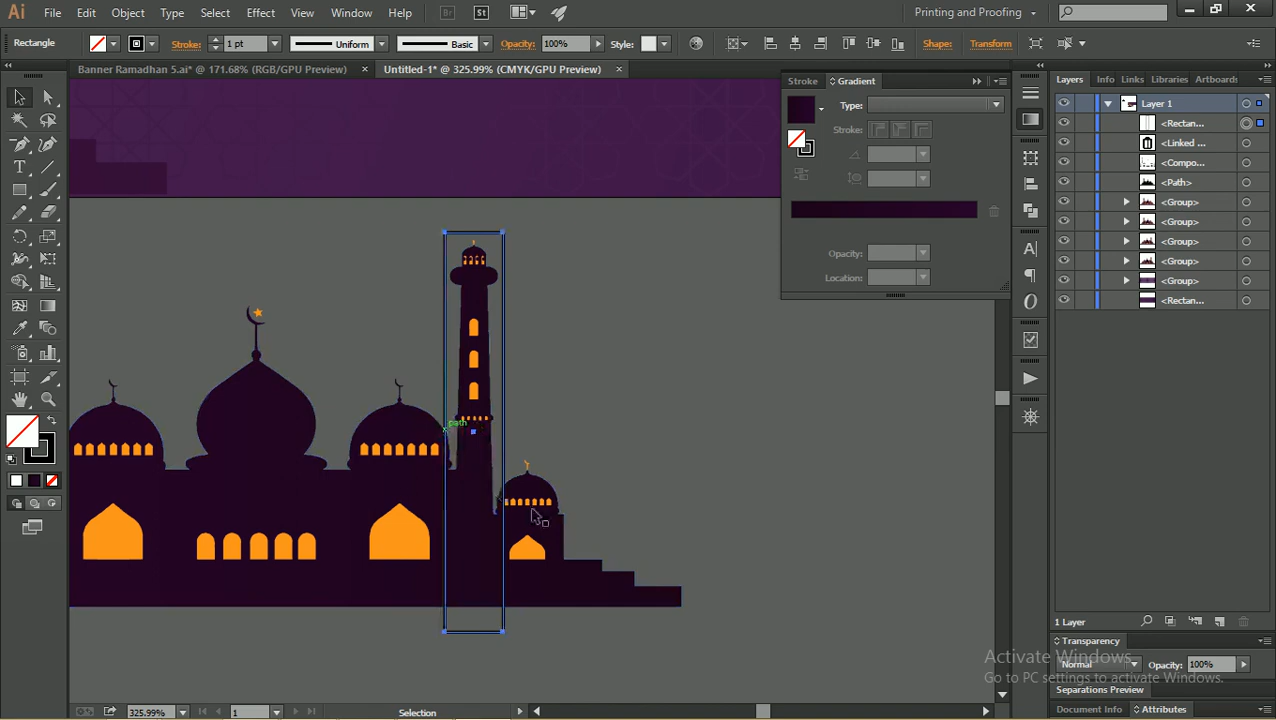 Ai File Edit Object Type Select Effect View Window Help Br St Printing and Proofing
Rectangle Stroke: 1 pt Uniform Basic Opacity: 100% Style: Shape: Transform
Banner Ramadhan 5.ai* @ 171.68% (RGB/GPU Preview) × Untitled-1* @ 325.99% (CMYK/GPU Preview) ×
Stroke Gradient
Type:
Stroke:
Opacity:
Location:
Layers Info Links Libraries Artboards
Layer 1
<Rectan...
<Linked ...
<Compo...
<Path>
<Group>
<Group>
<Group>
<Group>
<Group>
<Rectan...
path
1 Layer
Transparency
Normal Opacity: 100%
Separations Preview
Document Info Attributes
Activate Windows
Go to PC settings to activate Windows.
325.99% 1 Selection